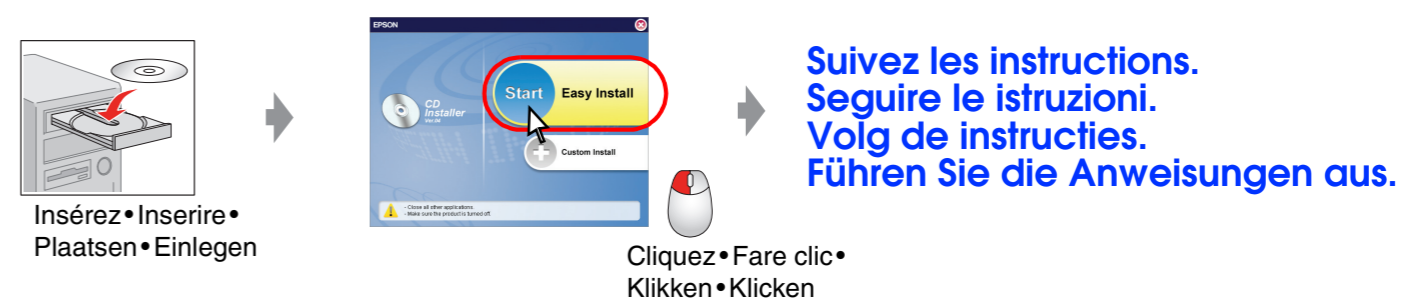 Insérez•Inserire•
Plaatsen•Einlegen
EPSON
CD
Installer
Ver.04
Start
Easy Install
Custom Install
- Close all other applications.
- Make sure the product is turned off.
Cliquez•Fare clic•
Klikken•Klicken
Suivez les instructions.
Seguire le istruzioni.
Volg de instructies.
Führen Sie die Anweisungen aus.